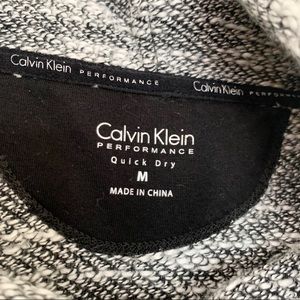 Calvin Klein
PERFORMANCE
Calvin Klein
PERFORMANCE
Calvin Klein
PERFORMANCE
Quick Dry
M
MADE IN CHINA